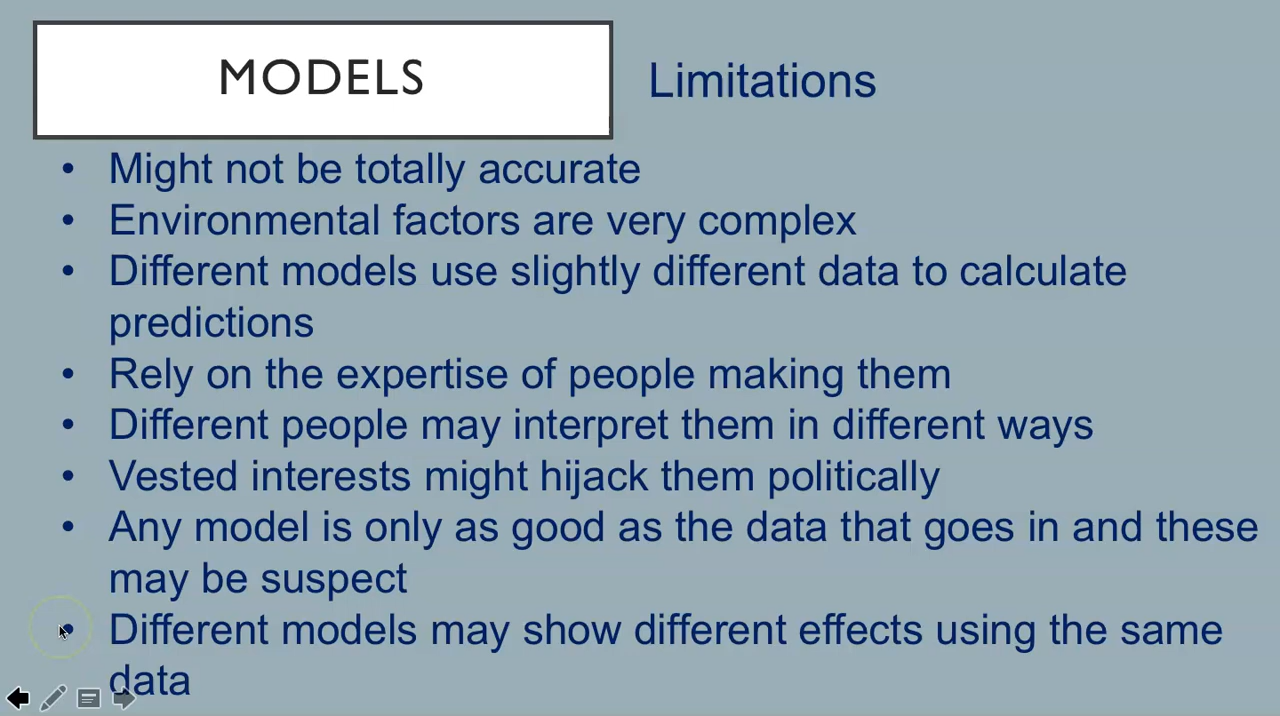 MODELS
Limitations
• Might not be totally accurate
• Environmental factors are very complex
• Different models use slightly different data to calculate
predictions
• Rely on the expertise of people making them
• Different people may interpret them in different ways
• Vested interests might hijack them politically
• Any model is only as good as the data that goes in and these
may be suspect
• Different models may show different effects using the same
data